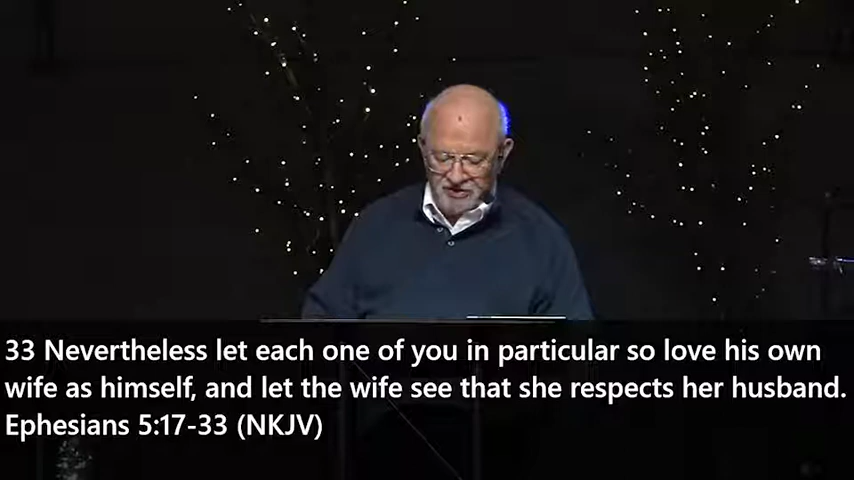 33 Nevertheless let each one of you in particular so love his own
wife as himself, and let the wife see that she respects her husband.
Ephesians 5:17-33 (NKJV)